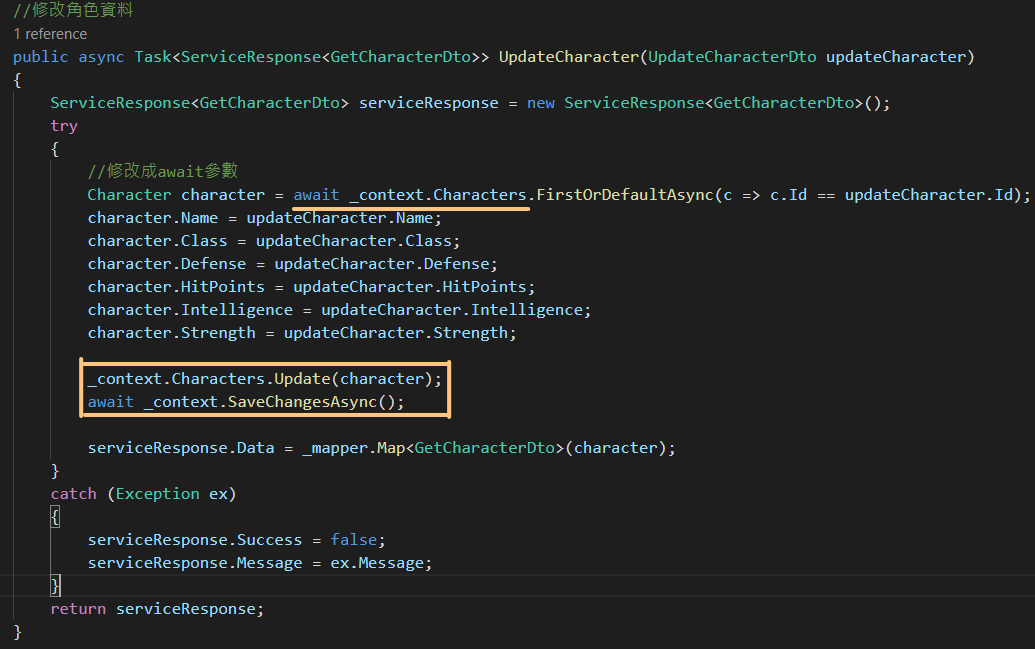 //修改角色資料
1 reference
public async Task<ServiceResponse<GetCharacterDto>> UpdateCharacter(UpdateCharacterDto updateCharacter)
{
ServiceResponse<GetCharacterDto> serviceResponse = new ServiceResponse<GetCharacterDto>();
try
{
//修改成await參數
Character character = await _context.Characters.FirstOrDefaultAsync(c => c.Id == updateCharacter.Id);
character.Name = updateCharacter.Name;
character.Class = updateCharacter.Class;
character.Defense = updateCharacter.Defense;
character.HitPoints = updateCharacter.HitPoints;
character.Intelligence = updateCharacter.Intelligence;
character.Strength = updateCharacter.Strength;
_context.Characters.Update(character);
await _context.SaveChangesAsync();
serviceResponse.Data = _mapper.Map<GetCharacterDto>(character);
}
catch (Exception ex)
{
serviceResponse.Success = false;
serviceResponse.Message = ex.Message;
}
return serviceResponse;
}